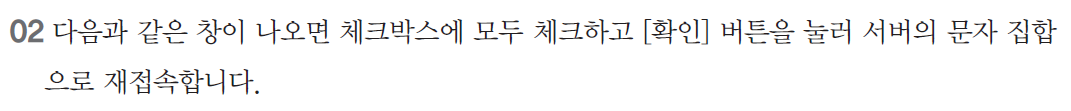 02 다음과 같은 창이 나오면 체크박스에 모두 체크하고 [확인] 버튼을 눌러 서버의 문자 집합
으로 재접속합니다.